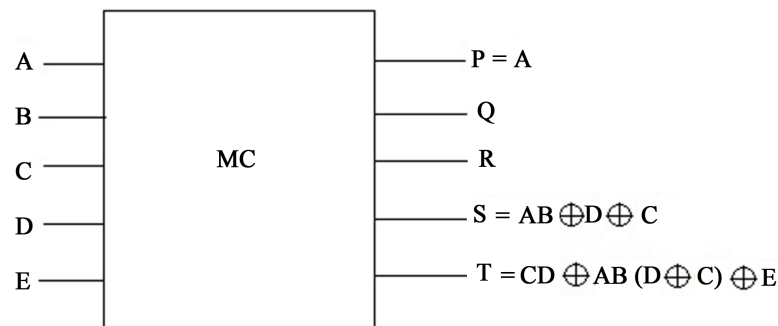 A
B
C
D
E
MC
P = A
Q
R
S = AB ⊕ D ⊕ C
T = CD ⊕ AB (D ⊕ C) ⊕ E